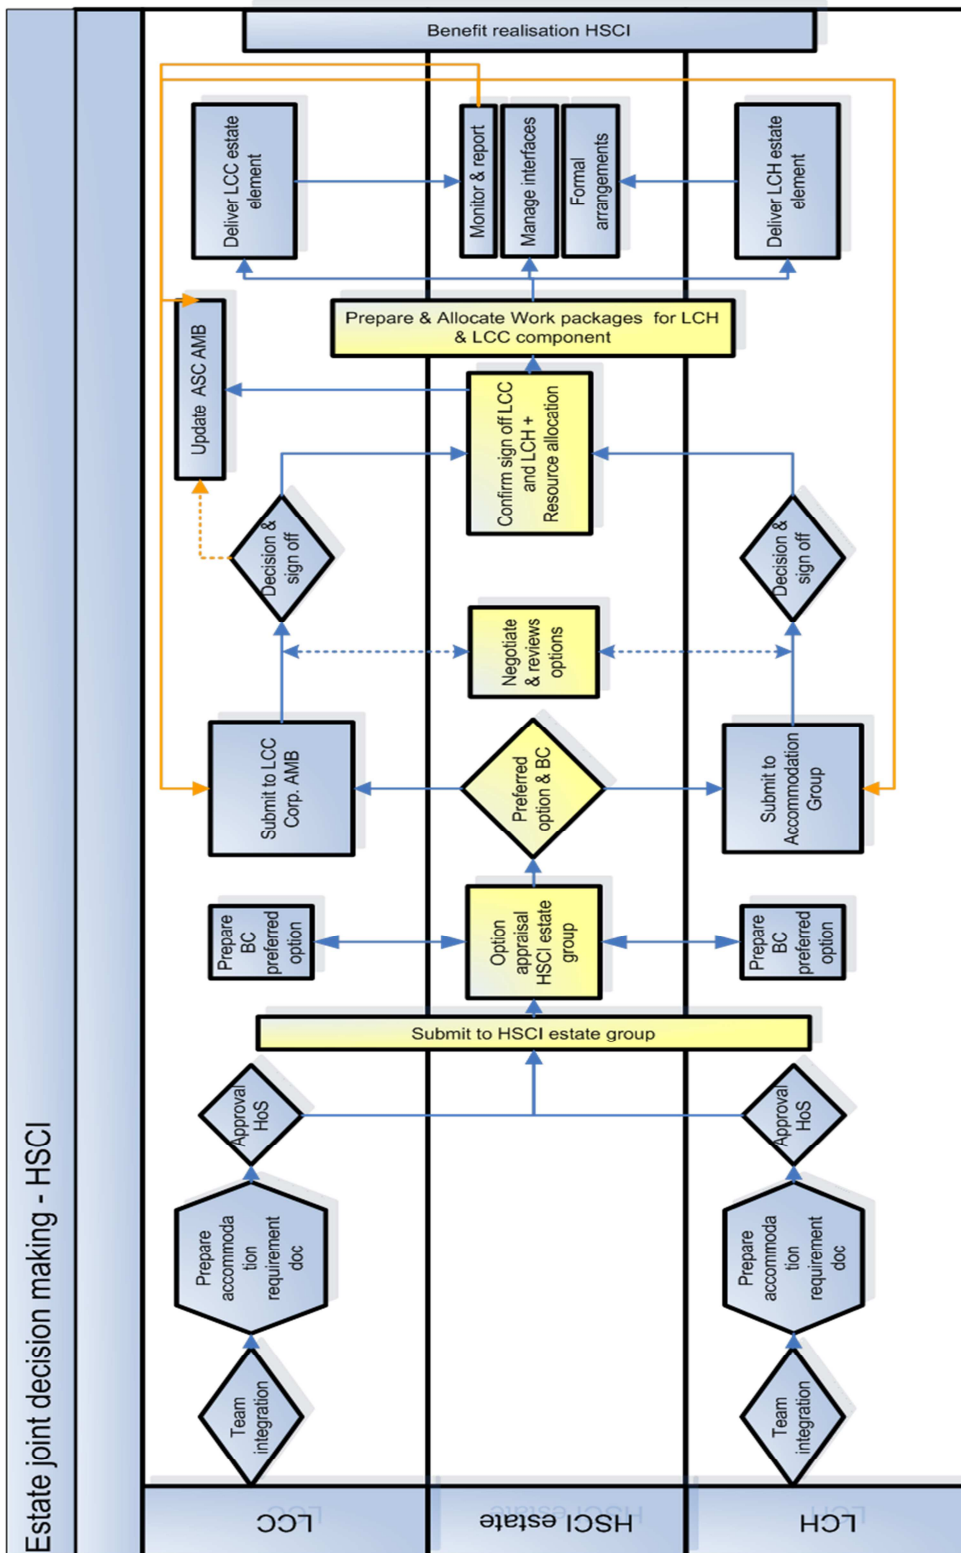 Estate joint decision making - HSCI
LCC
Team
integration
Prepare
accommoda
tion
requirement
doc
Approval
HoS
Prepare
BC
preferred
option
Submit to LCC
Corp. AMB
Decision &
sign off
Update ASC AMB
Deliver LCC estate
element
HSCI estate
Submit to HSCI estate group
Option
appraisal
HSCI estate
group
Preferred
option & BC
Negotiate
& reviews
options
Confirm sign off LCC
and LCH +
Resource allocation
Prepare & Allocate Work packages for LCH
& LCC component
Monitor & report
Manage interfaces
Formal
arrangements
Benefit realisation HSCI
LCH
Team
integration
Prepare
accommoda
tion
requirement
doc
Approval
HoS
Prepare
BC
preferred
option
Submit to
Accommodation
Group
Decision &
sign off
Deliver LCH estate
element